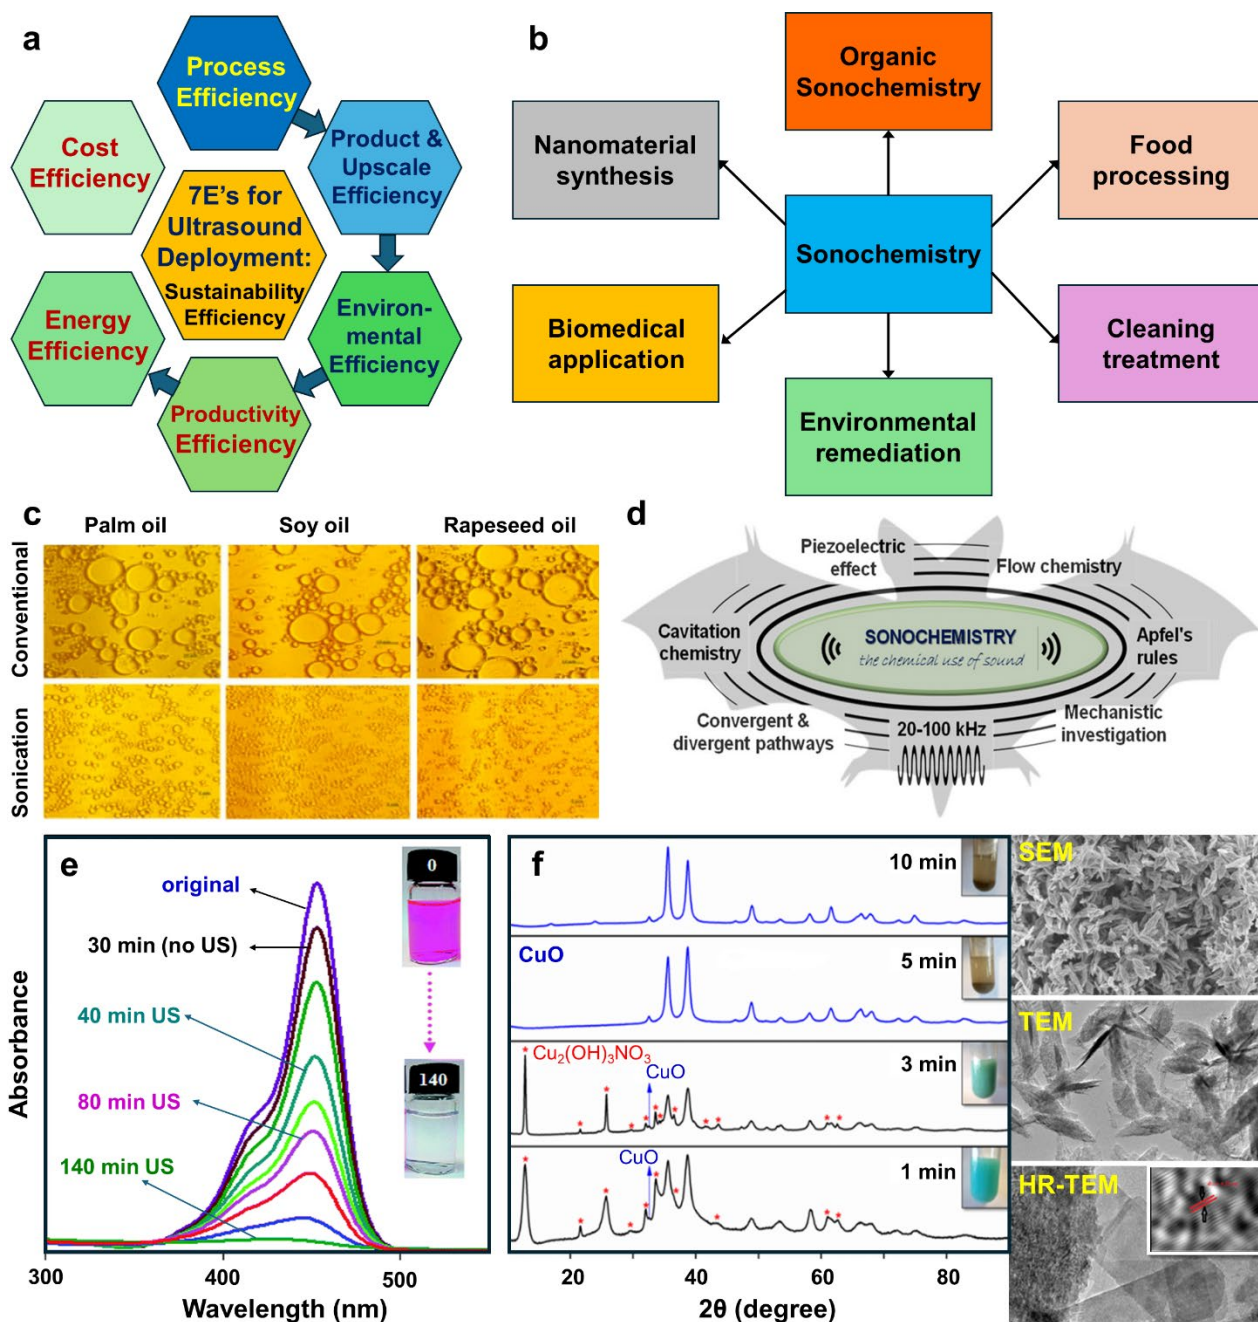 a
Process
Efficiency
Product &
Upscale
Efficiency
Cost
Efficiency
7E's for
Ultrasound
Deployment:
Sustainability
Efficiency
Environ-
mental
Efficiency
Energy
Efficiency
Productivity
Efficiency
b
Organic
Sonochemistry
Nanomaterial
synthesis
Food
processing
Sonochemistry
Biomedical
application
Cleaning
treatment
Environmental
remediation
c
Palm oil
Soy oil
Rapeseed oil
Conventional
Sonication
d
Piezoelectric
effect
Flow chemistry
Cavitation
chemistry
SONOCHEMISTRY
the chemical use of sound
Apfel's
rules
Convergent &
divergent pathways
20-100 kHz
Mechanistic
investigation
e
original
30 min (no US)
40 min US
80 min US
140 min US
0
140
Absorbance
300
400
500
Wavelength (nm)
f
10 min
CuO
5 min
Cu₂(OH)₃NO₃
CuO
3 min
CuO
1 min
20
40
60
80
2θ (degree)
SEM
TEM
HR-TEM